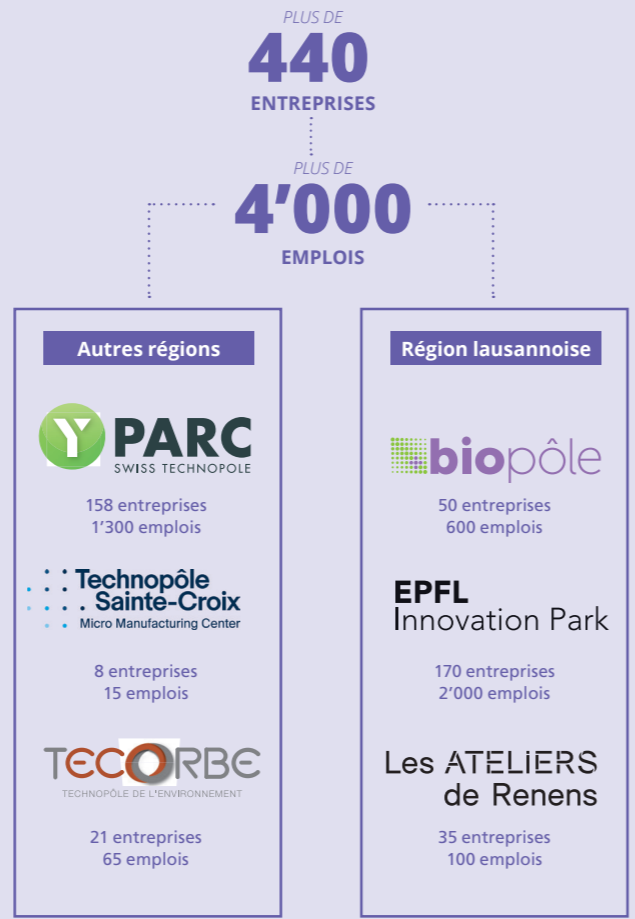 PLUS DE
440
ENTREPRISES
PLUS DE
4’000
EMPLOIS
Autres régions
Y PARC
SWISS TECHNOPOLE
158 entreprises
1’300 emplois
Technopôle
Sainte-Croix
Micro Manufacturing Center
8 entreprises
15 emplois
TECORBE
TECHNOPÔLE DE L'ENVIRONNEMENT
21 entreprises
65 emplois
Région lausannoise
biopôle
50 entreprises
600 emplois
EPFL
Innovation Park
170 entreprises
2’000 emplois
Les ATELiERS
de Renens
35 entreprises
100 emplois